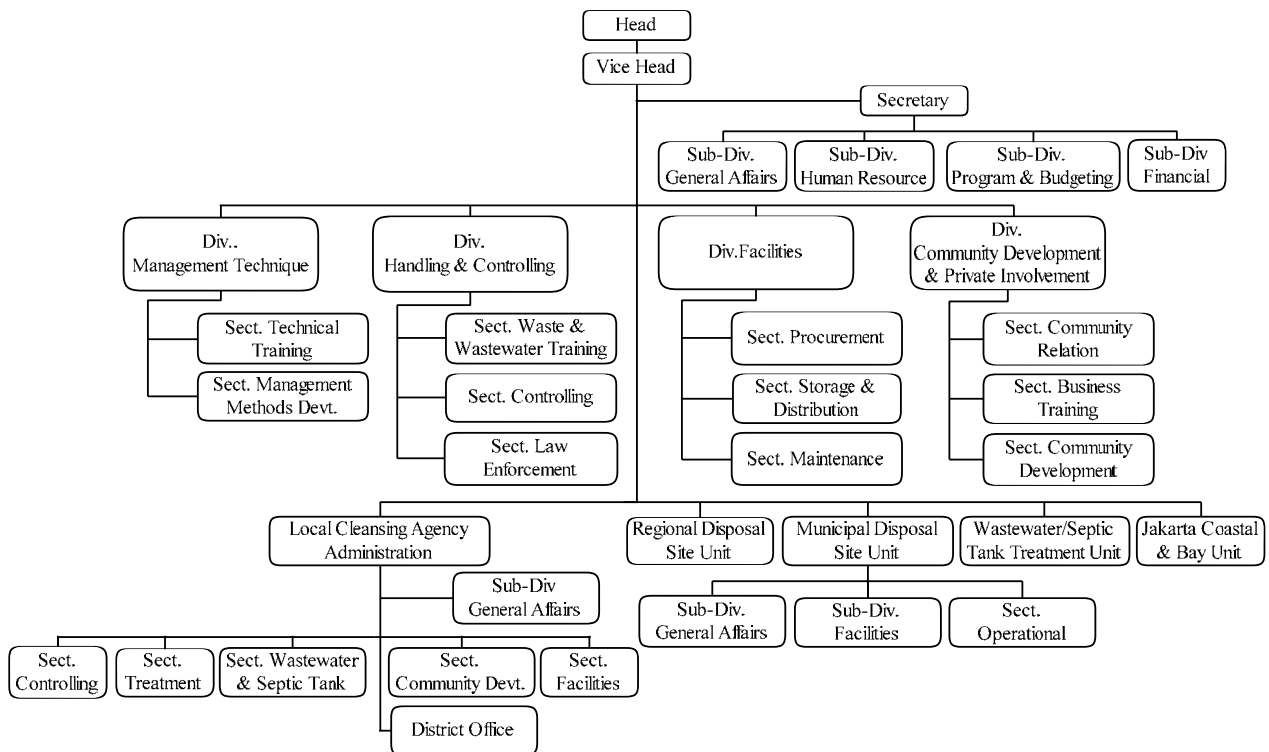 Head
Vice Head
Secretary
Sub-Div.
General Affairs
Sub-Div.
Human Resource
Sub-Div.
Program & Budgeting
Sub-Div
Financial
Div..
Management Technique
Div.
Handling & Controlling
Div.Facilities
Div.
Community Development
& Private Involvement
Sect. Technical
Training
Sect. Management
Methods Devt.
Sect. Waste &
Wastewater Training
Sect. Controlling
Sect. Law
Enforcement
Sect. Procurement
Sect. Storage &
Distribution
Sect. Maintenance
Sect. Community
Relation
Sect. Business
Training
Sect. Community
Development
Local Cleansing Agency
Administration
Regional Disposal
Site Unit
Municipal Disposal
Site Unit
Wastewater/Septic
Tank Treatment Unit
Jakarta Coastal
& Bay Unit
Sub-Div
General Affairs
Sub-Div.
General Affairs
Sub-Div.
Facilities
Sect.
Operational
Sect.
Controlling
Sect.
Treatment
Sect. Wastewater
& Septic Tank
Sect.
Community Devt.
Sect.
Facilities
District Office